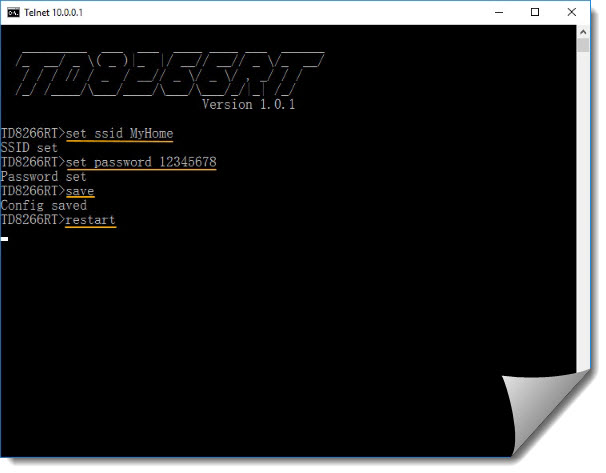 Telnet 10.0.0.1
TD8266RT
Version 1.0.1
TD8266RT>set ssid MyHome
SSID set
TD8266RT>set password 12345678
Password set
TD8266RT>save
Config saved
TD8266RT>restart